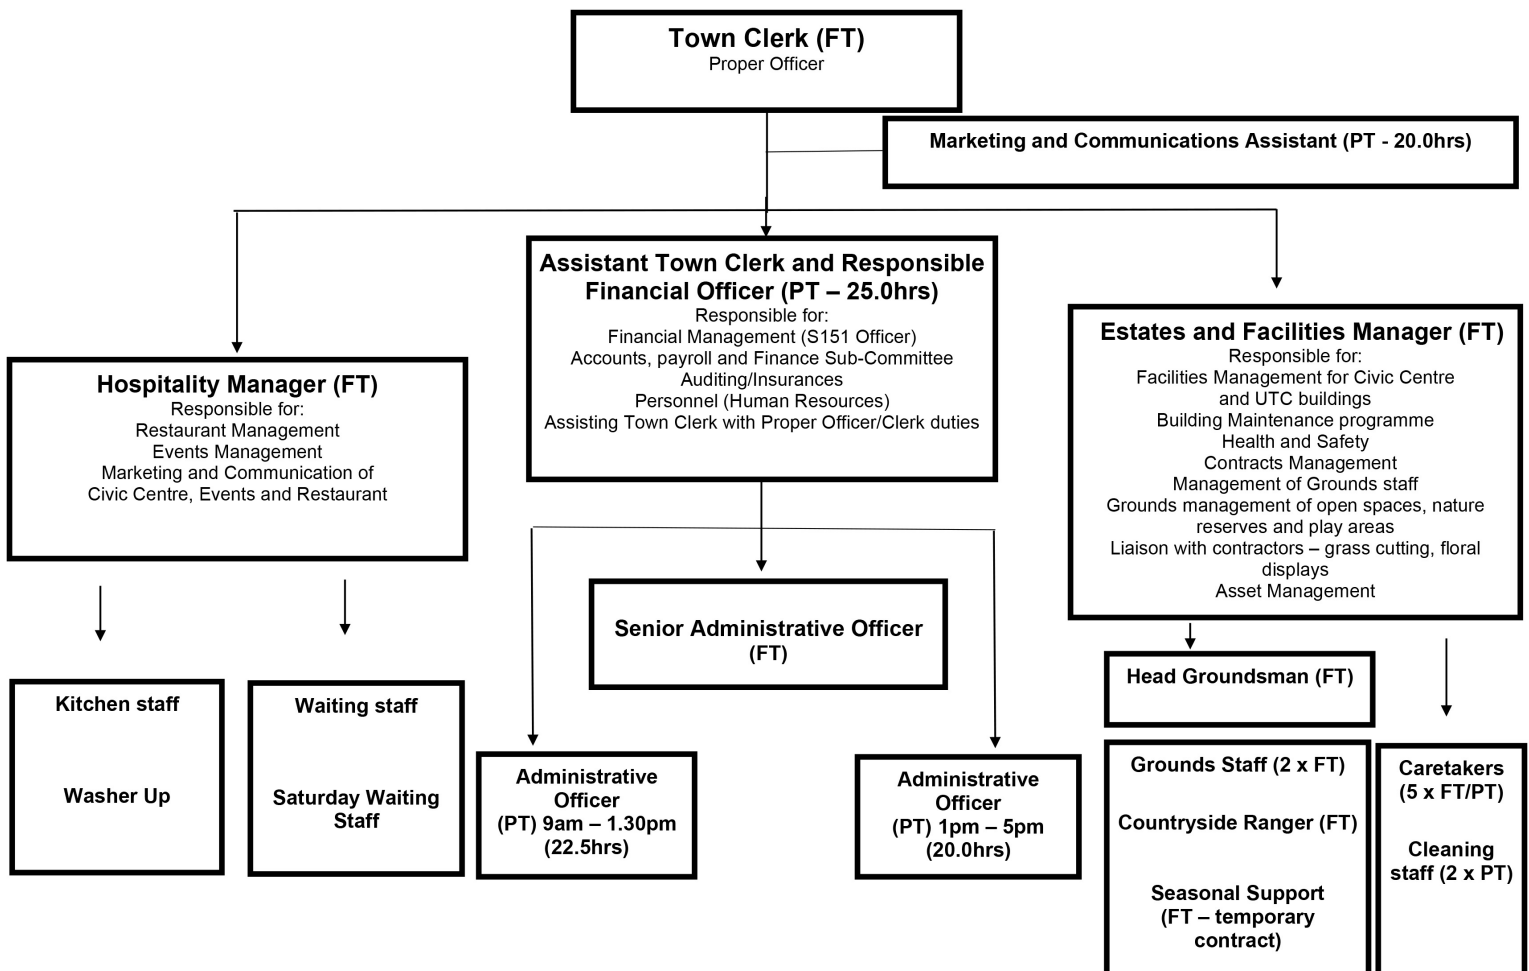 Town Clerk (FT)
Proper Officer
Marketing and Communications Assistant (PT - 20.0hrs)
Assistant Town Clerk and Responsible
Financial Officer (PT – 25.0hrs)
Responsible for:
Financial Management (S151 Officer)
Accounts, payroll and Finance Sub-Committee
Auditing/Insurances
Personnel (Human Resources)
Assisting Town Clerk with Proper Officer/Clerk duties
Estates and Facilities Manager (FT)
Responsible for:
Facilities Management for Civic Centre
and UTC buildings
Building Maintenance programme
Health and Safety
Contracts Management
Management of Grounds staff
Grounds management of open spaces, nature
reserves and play areas
Liaison with contractors – grass cutting, floral
displays
Asset Management
Hospitality Manager (FT)
Responsible for:
Restaurant Management
Events Management
Marketing and Communication of
Civic Centre, Events and Restaurant
Senior Administrative Officer
(FT)
Head Groundsman (FT)
Kitchen staff
Washer Up
Waiting staff
Saturday Waiting
Staff
Administrative
Officer
(PT) 9am – 1.30pm
(22.5hrs)
Administrative
Officer
(PT) 1pm – 5pm
(20.0hrs)
Grounds Staff (2 x FT)
Countryside Ranger (FT)
Seasonal Support
(FT – temporary
contract)
Caretakers
(5 x FT/PT)
Cleaning
staff (2 x PT)